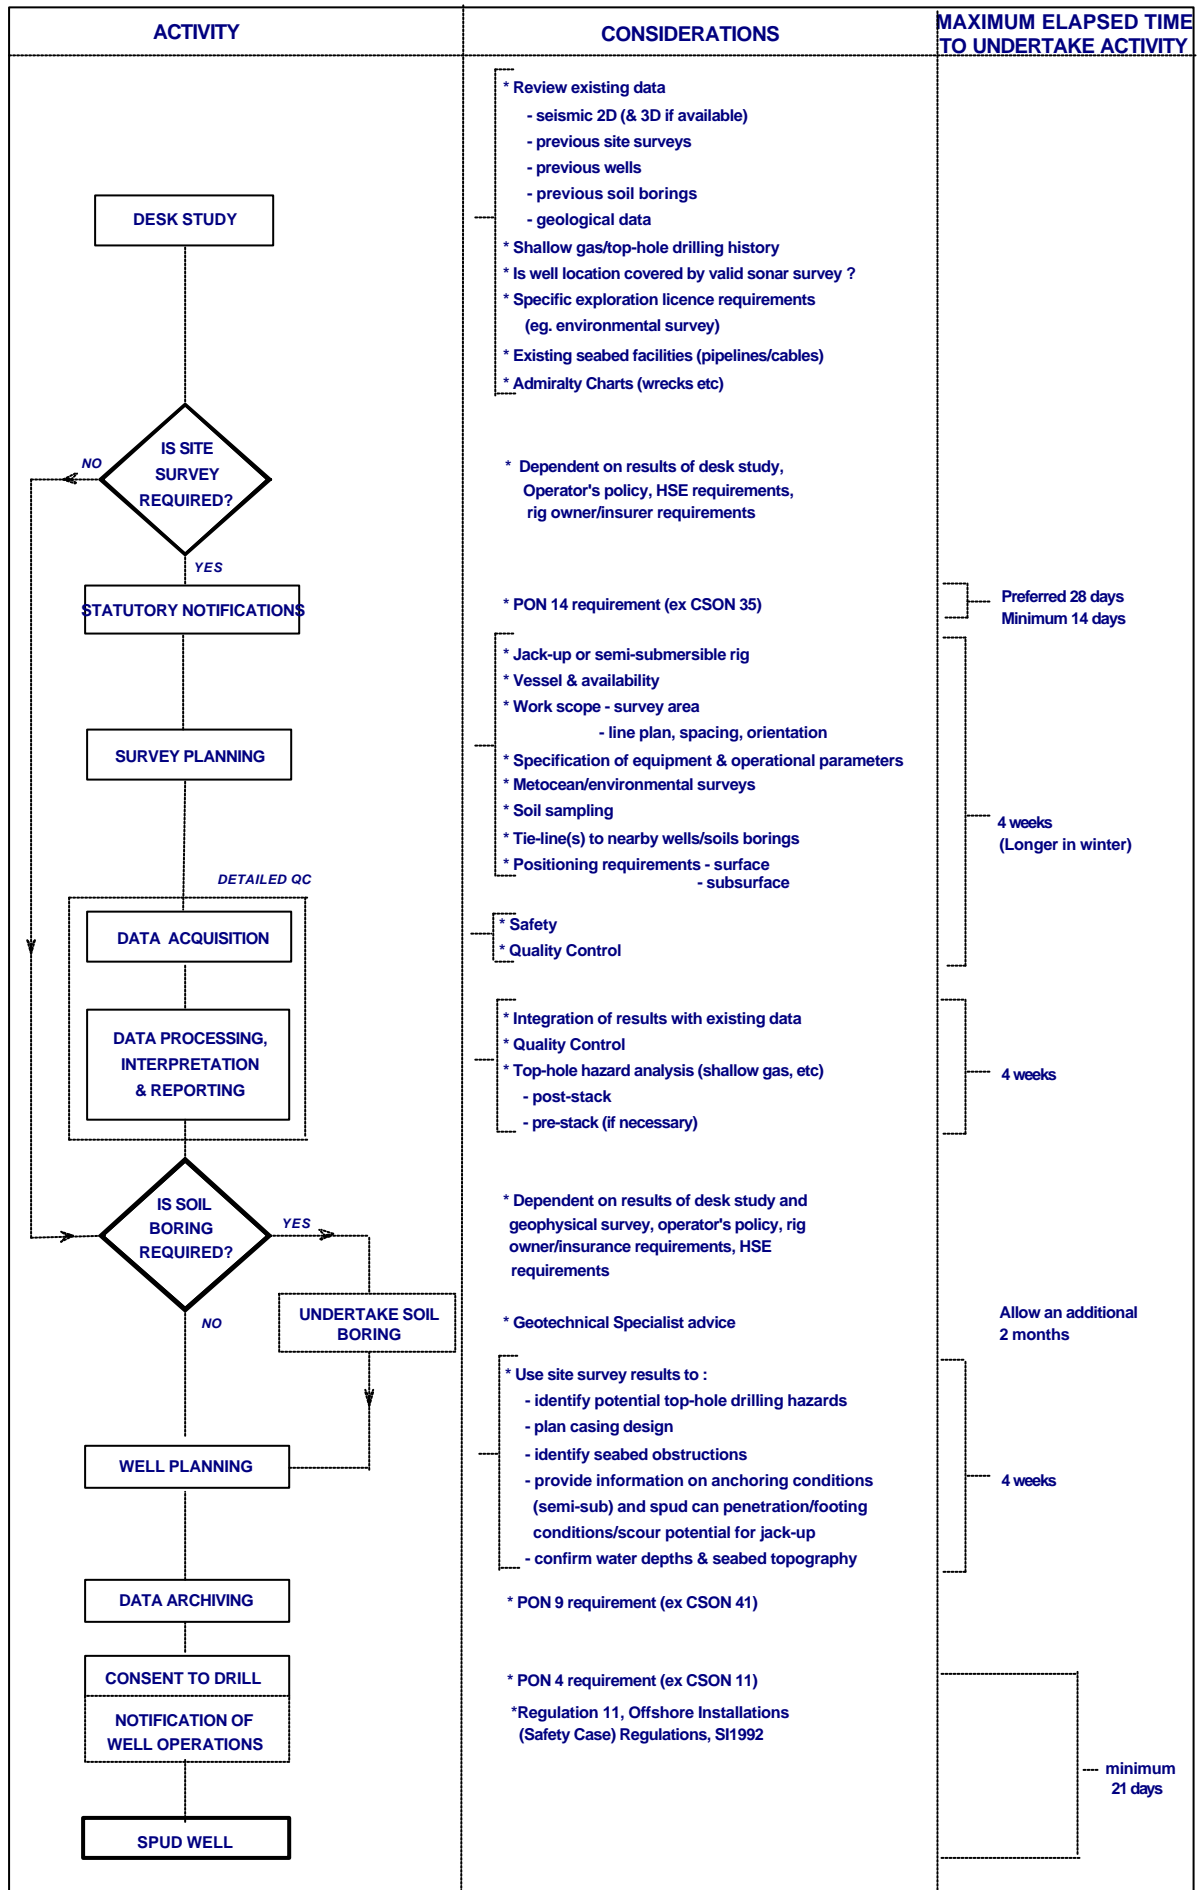 ACTIVITY
CONSIDERATIONS
MAXIMUM ELAPSED TIME
TO UNDERTAKE ACTIVITY
DESK STUDY
* Review existing data
- seismic 2D (& 3D if available)
- previous site surveys
- previous wells
- previous soil borings
- geological data
* Shallow gas/top-hole drilling history
* Is well location covered by valid sonar survey ?
* Specific exploration licence requirements
(eg. environmental survey)
* Existing seabed facilities (pipelines/cables)
* Admiralty Charts (wrecks etc)
IS SITE
SURVEY
REQUIRED?
NO
YES
* Dependent on results of desk study,
Operator's policy, HSE requirements,
rig owner/insurer requirements
STATUTORY NOTIFICATIONS
* PON 14 requirement (ex CSON 35)
Preferred 28 days
Minimum 14 days
SURVEY PLANNING
* Jack-up or semi-submersible rig
* Vessel & availability
* Work scope - survey area
- line plan, spacing, orientation
* Specification of equipment & operational parameters
* Metocean/environmental surveys
* Soil sampling
* Tie-line(s) to nearby wells/soils borings
* Positioning requirements - surface
- subsurface
4 weeks
(Longer in winter)
DETAILED QC
DATA ACQUISITION
* Safety
* Quality Control
DATA PROCESSING,
INTERPRETATION
& REPORTING
* Integration of results with existing data
* Quality Control
* Top-hole hazard analysis (shallow gas, etc)
- post-stack
- pre-stack (if necessary)
4 weeks
IS SOIL
BORING
REQUIRED?
YES
NO
* Dependent on results of desk study and
geophysical survey, operator's policy, rig
owner/insurance requirements, HSE
requirements
UNDERTAKE SOIL
BORING
* Geotechnical Specialist advice
Allow an additional
2 months
WELL PLANNING
* Use site survey results to :
- identify potential top-hole drilling hazards
- plan casing design
- identify seabed obstructions
- provide information on anchoring conditions
(semi-sub) and spud can penetration/footing
conditions/scour potential for jack-up
- confirm water depths & seabed topography
4 weeks
DATA ARCHIVING
* PON 9 requirement (ex CSON 41)
CONSENT TO DRILL
* PON 4 requirement (ex CSON 11)
NOTIFICATION OF
WELL OPERATIONS
*Regulation 11, Offshore Installations
(Safety Case) Regulations, SI1992
minimum
21 days
SPUD WELL